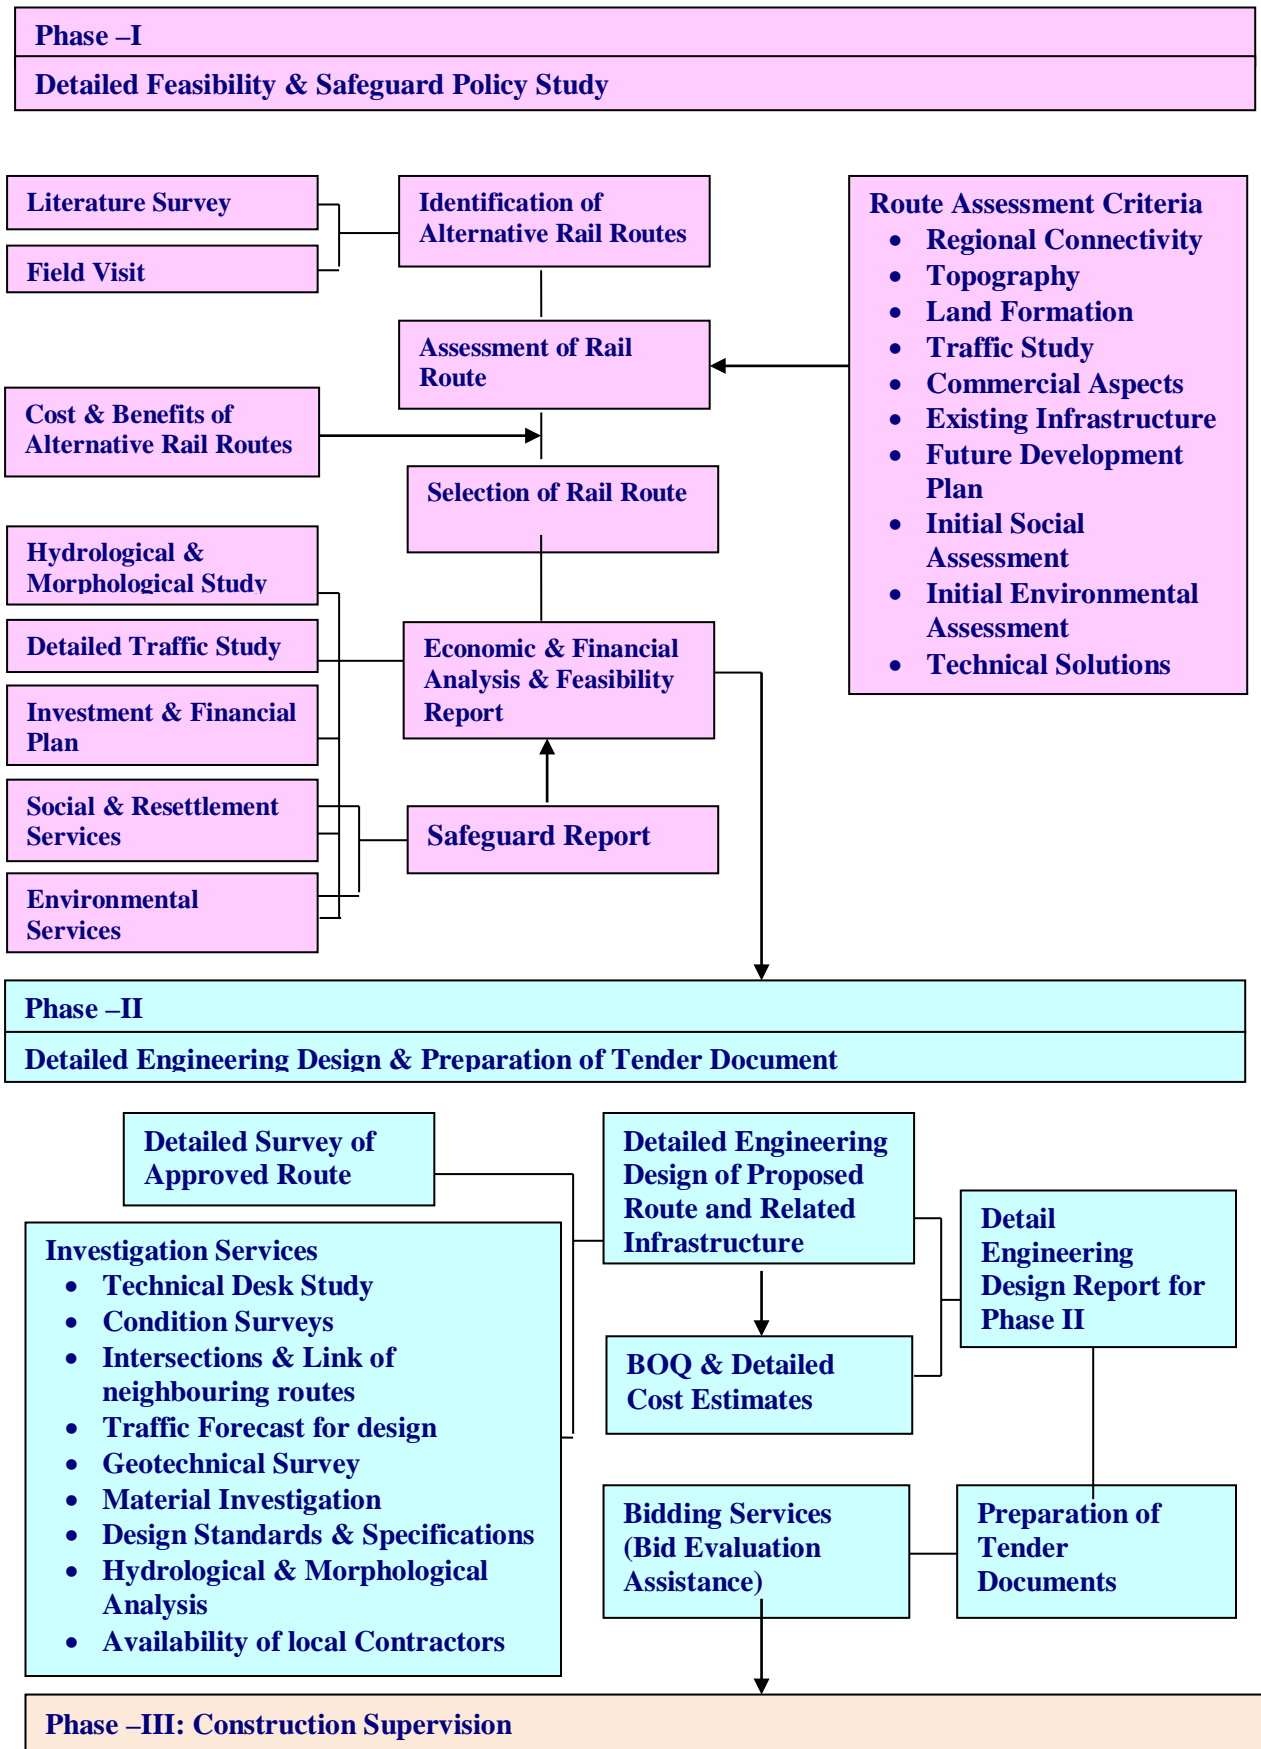 Phase –I
Detailed Feasibility & Safeguard Policy Study
Literature Survey
Field Visit
Identification of
Alternative Rail Routes
Route Assessment Criteria
• Regional Connectivity
• Topography
• Land Formation
• Traffic Study
• Commercial Aspects
• Existing Infrastructure
• Future Development
Plan
• Initial Social
Assessment
• Initial Environmental
Assessment
• Technical Solutions
Assessment of Rail
Route
Cost & Benefits of
Alternative Rail Routes
Selection of Rail Route
Hydrological &
Morphological Study
Detailed Traffic Study
Investment & Financial
Plan
Social & Resettlement
Services
Environmental
Services
Economic & Financial
Analysis & Feasibility
Report
Safeguard Report
Phase –II
Detailed Engineering Design & Preparation of Tender Document
Detailed Survey of
Approved Route
Investigation Services
• Technical Desk Study
• Condition Surveys
• Intersections & Link of
neighbouring routes
• Traffic Forecast for design
• Geotechnical Survey
• Material Investigation
• Design Standards & Specifications
• Hydrological & Morphological
Analysis
• Availability of local Contractors
Detailed Engineering
Design of Proposed
Route and Related
Infrastructure
BOQ & Detailed
Cost Estimates
Detail
Engineering
Design Report for
Phase II
Bidding Services
(Bid Evaluation
Assistance)
Preparation of
Tender
Documents
Phase –III: Construction Supervision